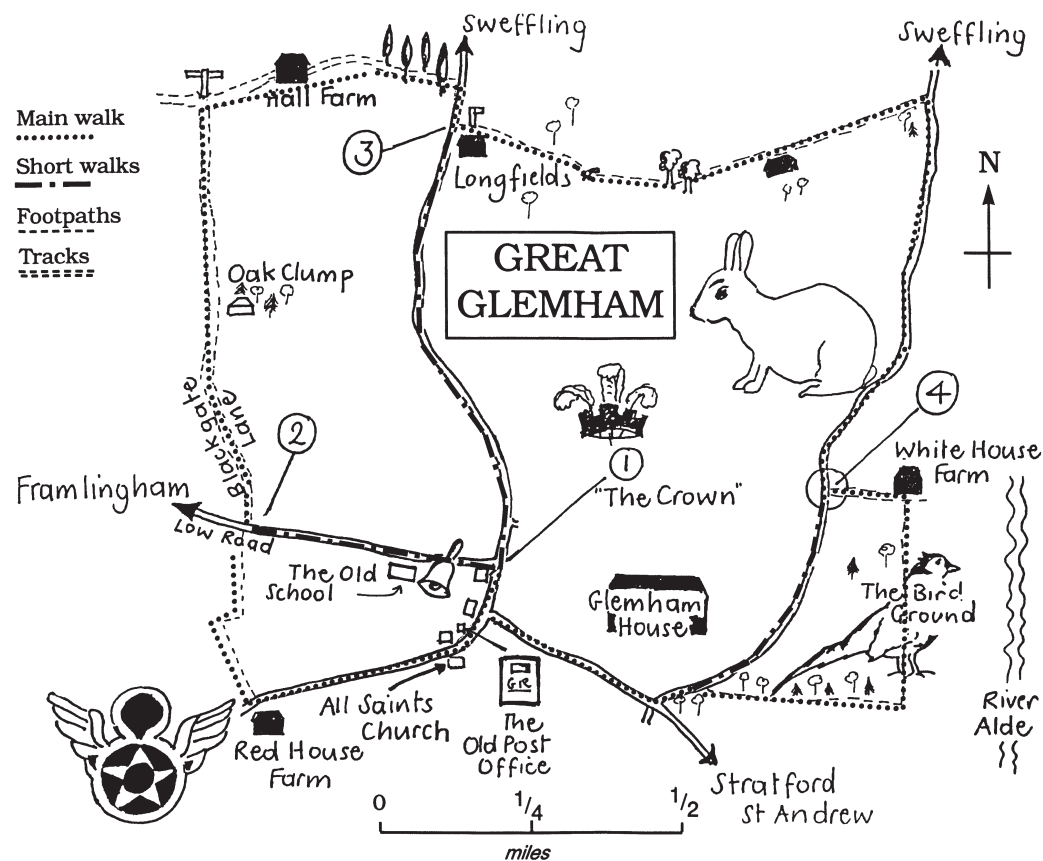 Sweffling
Sweffling
Hall Farm
Main walk
Short walks
Footpaths
Tracks
3
Longfields
N
GREAT
GLEMHAM
Oak Clump
Blackgate
Lane
2
4
1
"The Crown"
White House
Farm
Framlingham
Low Road
The Old
School
Glemham
House
The Bird
Ground
GR
All Saints
Church
The
Old Post
Office
Red House
Farm
River
Alde
Stratford
St Andrew
0
1/4
1/2
miles